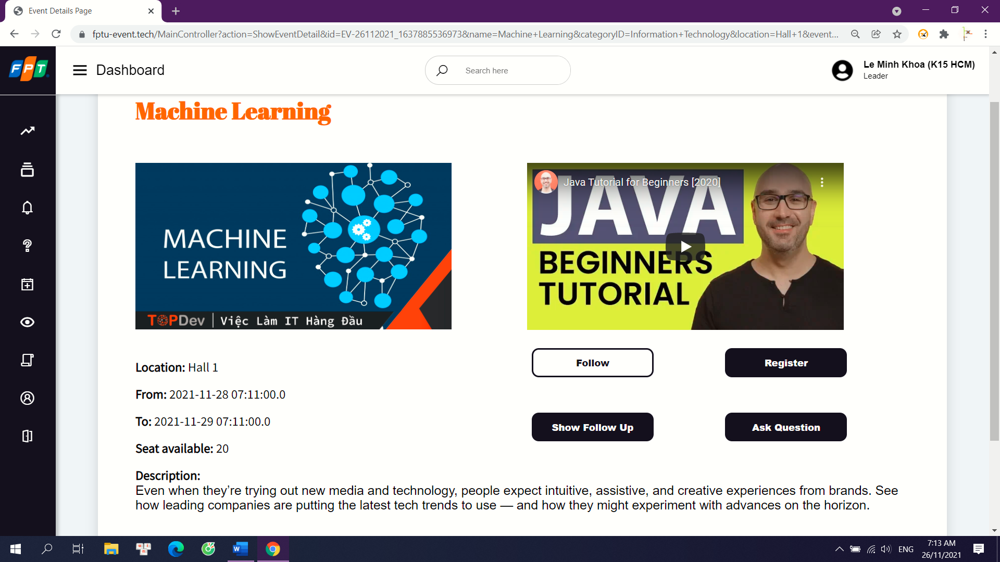 Event Details Page
fptu-event.tech/MainController?action=ShowEventDetail&id=EV-26112021_1637885536973&name=Machine+Learning&categoryID=Information+Technology&location=Hall+1&event...
FPT
Dashboard
Search here
Le Minh Khoa (K15 HCM)
Leader
Machine Learning
MACHINE
LEARNING
TOPDev | Việc Làm IT Hàng Đầu
Java Tutorial for Beginners [2020]
JAVA
BEGINNERS
TUTORIAL
Follow
Register
Show Follow Up
Ask Question
Location: Hall 1
From: 2021-11-28 07:11:00.0
To: 2021-11-29 07:11:00.0
Seat available: 20
Description:
Even when they’re trying out new media and technology, people expect intuitive, assistive, and creative experiences from brands. See
how leading companies are putting the latest tech trends to use — and how they might experiment with advances on the horizon.
ENG
7:13 AM
26/11/2021